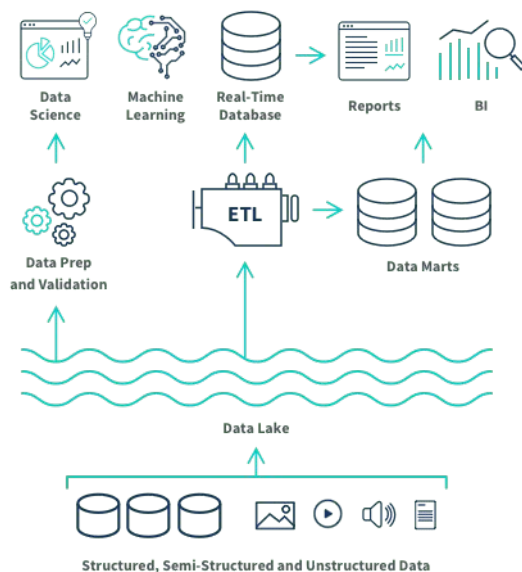 Data
Science
Machine
Learning
Real-Time
Database
Reports
BI
ETL
Data Prep
and Validation
Data Marts
Data Lake
Structured, Semi-Structured and Unstructured Data